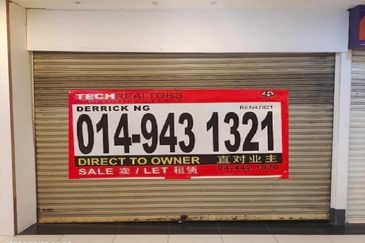 TECH REALTORS
DERRICK NG REN47821
014-943 1321
DIRECT TO OWNER 直对业主
SALE 卖 / LET 租赁